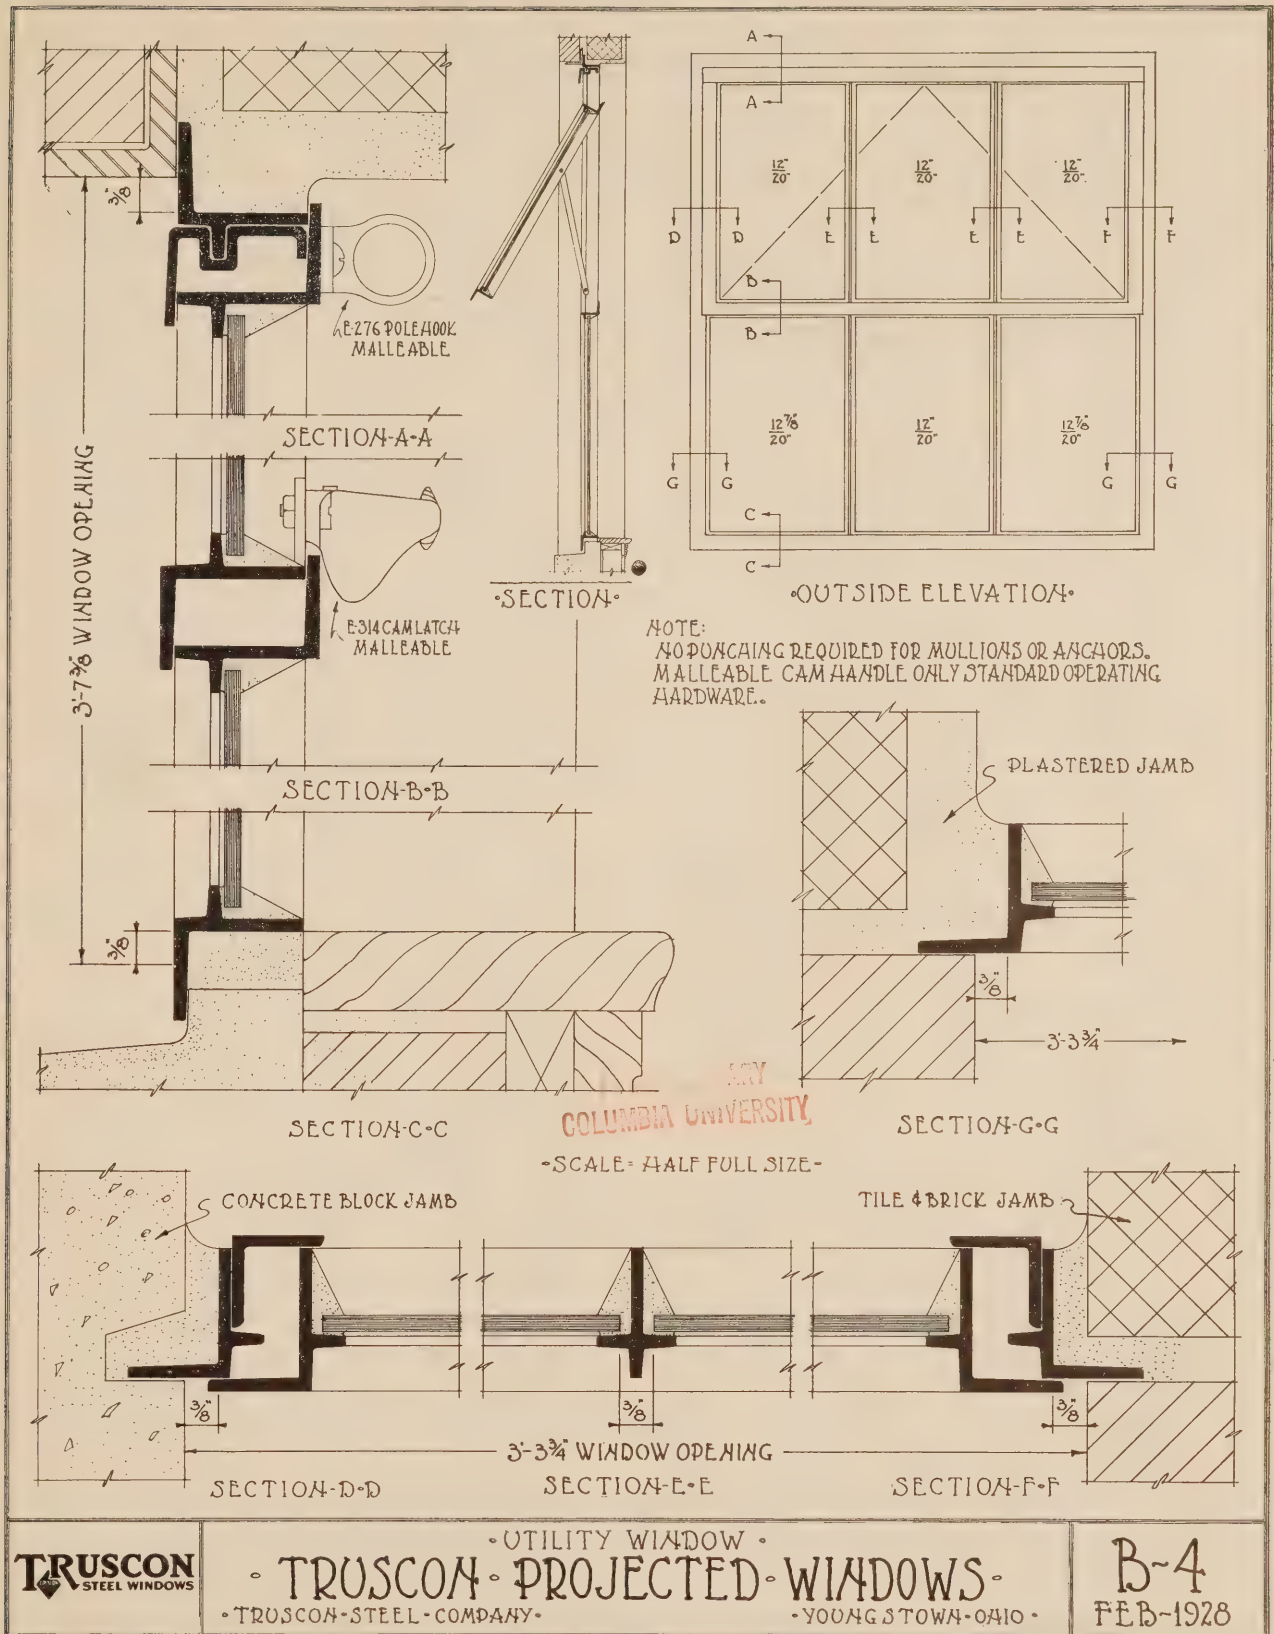 3/8"
E-276 POLE HOOK
MALLEABLE
SECTION-A-A
3'-7 3/8" WINDOW OPENING
E-314 CAM LATCH
MALLEABLE
SECTION-B-B
3/8"
SECTION-C-C
·SECTION·
A
A
12"
20"
12"
20"
12"
20"
D D E E E E F F
B
B
12 7/8"
20"
12"
20"
12 7/8"
20"
G G G G
C
C
·OUTSIDE ELEVATION·
NOTE:
NO PUNCHING REQUIRED FOR MULLIONS OR ANCHORS.
MALLEABLE CAM HANDLE ONLY STANDARD OPERATING
HARDWARE.
PLASTERED JAMB
3/8"
3'-3 3/4"
SECTION-G-G
ARY
COLUMBIA UNIVERSITY,
-SCALE= HALF FULL SIZE-
CONCRETE BLOCK JAMB
TILE & BRICK JAMB
3/8" 3/8" 3/8"
3'-3 3/4" WINDOW OPENING
SECTION-D-D
SECTION-E-E
SECTION-F-F
TRUSCON
STEEL WINDOWS
·UTILITY WINDOW·
·TRUSCON·PROJECTED·WINDOWS·
·TRUSCON-STEEL-COMPANY·
·YOUNGSTOWN-OHIO·
B-4
FEB-1928